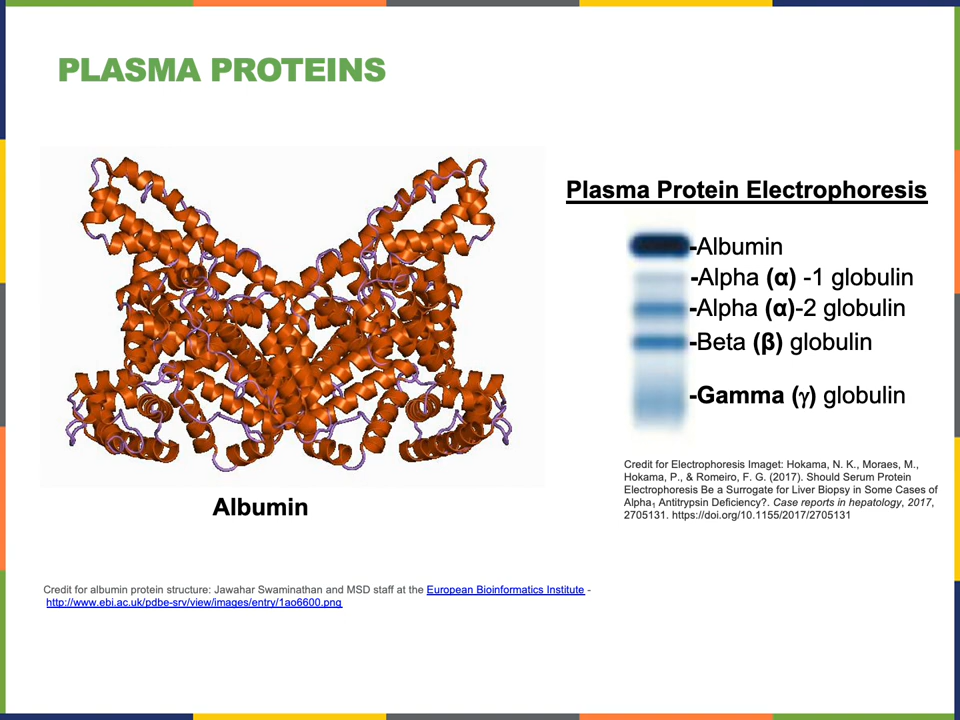 PLASMA PROTEINS
Plasma Protein Electrophoresis
-Albumin
-Alpha (α) -1 globulin
-Alpha (α)-2 globulin
-Beta (β) globulin
-Gamma (γ) globulin
Credit for Electrophoresis Imaget: Hokama, N. K., Moraes, M.,
Hokama, P., & Romeiro, F. G. (2017). Should Serum Protein
Electrophoresis Be a Surrogate for Liver Biopsy in Some Cases of
Alpha₁ Antitrypsin Deficiency?. Case reports in hepatology, 2017,
2705131. https://doi.org/10.1155/2017/2705131
Albumin
Credit for albumin protein structure: Jawahar Swaminathan and MSD staff at the European Bioinformatics Institute -
http://www.ebi.ac.uk/pdbe-srv/view/images/entry/1ao6600.png